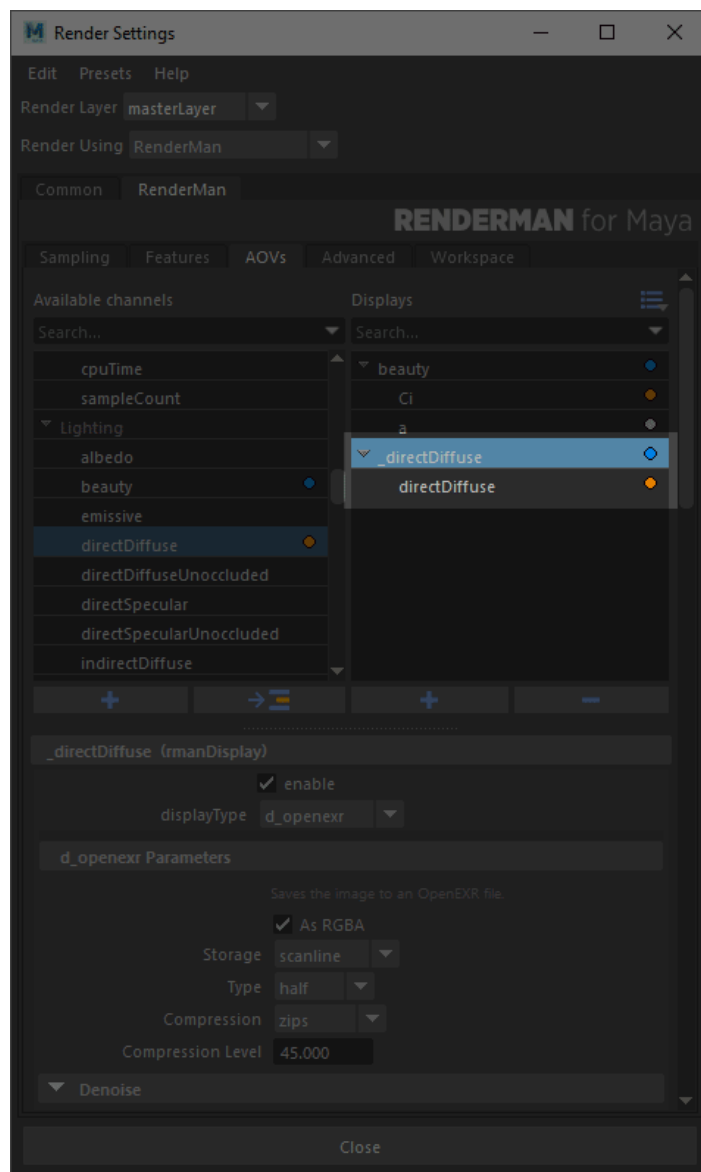 Render Settings
Edit Presets Help
Render Layer masterLayer
Render Using RenderMan
Common RenderMan
RENDERMAN for Maya
Sampling Features AOVs Advanced Workspace
Available channels Displays
Search... Search...
cpuTime beauty
sampleCount Ci
Lighting a
albedo _directDiffuse
beauty directDiffuse
emissive
directDiffuse
directDiffuseUnoccluded
directSpecular
directSpecularUnoccluded
indirectDiffuse
_directDiffuse (rmanDisplay)
enable
displayType d_openexr
d_openexr Parameters
Saves the image to an OpenEXR file.
As RGBA
Storage scanline
Type half
Compression zips
Compression Level 45.000
Denoise
Close